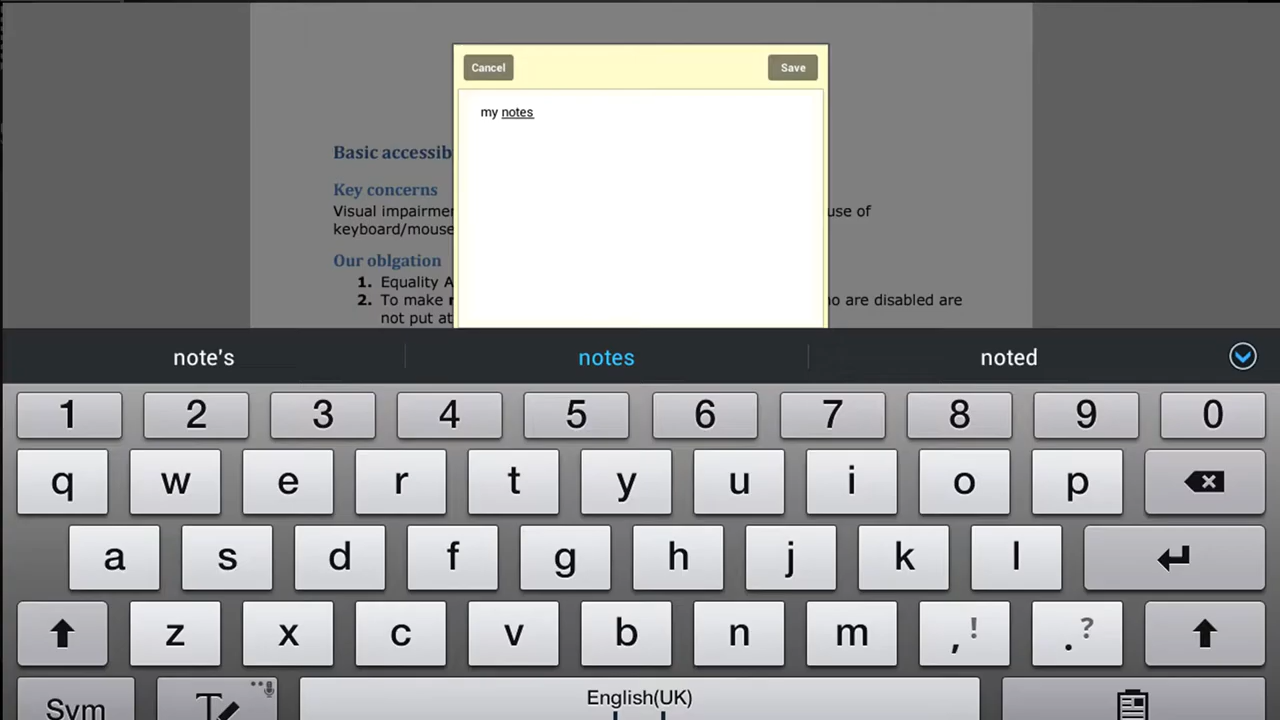 Cancel
Save
my notes
Basic accessib
Key concerns
Visual impairme
use of
keyboard/mouse
Our oblgation
1. Equality A
2. To make
o are disabled are
not put at
note's
notes
noted
1 2 3 4 5 6 7 8 9 0
q w e r t y u i o p
a s d f g h j k l
z x c v b n m , ! . ?
Sym
T
English(UK)